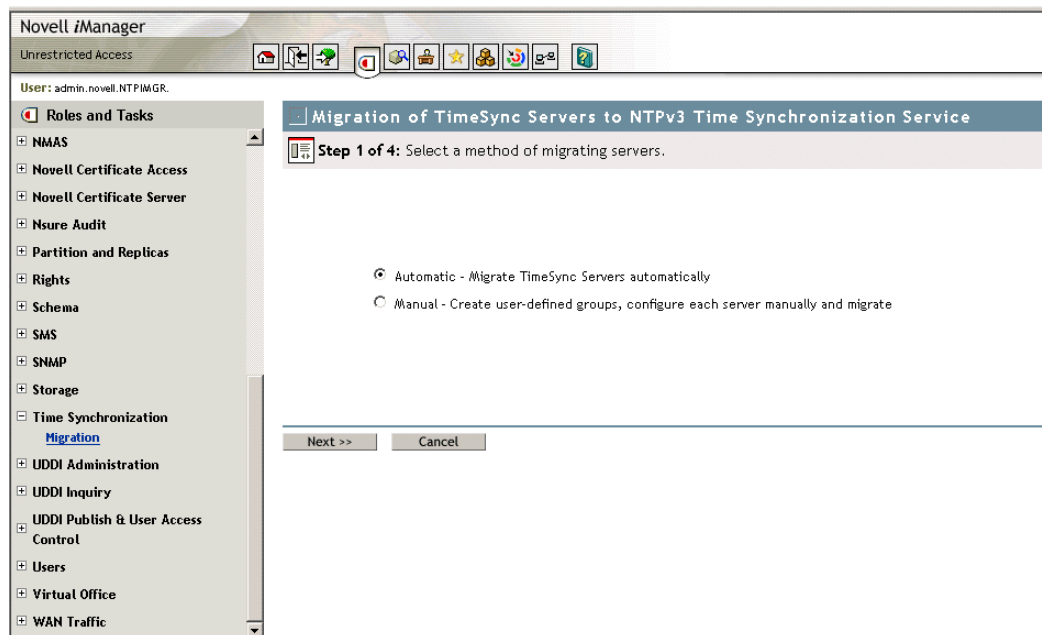 Novell iManager
Unrestricted Access
User: admin.novell.NTPIMGR.
Roles and Tasks
NMAS
Novell Certificate Access
Novell Certificate Server
Nsure Audit
Partition and Replicas
Rights
Schema
SMS
SNMP
Storage
Time Synchronization
Migration
UDDI Administration
UDDI Inquiry
UDDI Publish & User Access
Control
Users
Virtual Office
WAN Traffic
Migration of TimeSync Servers to NTPv3 Time Synchronization Service
Step 1 of 4: Select a method of migrating servers.
Automatic - Migrate TimeSync Servers automatically
Manual - Create user-defined groups, configure each server manually and migrate
Next >>
Cancel